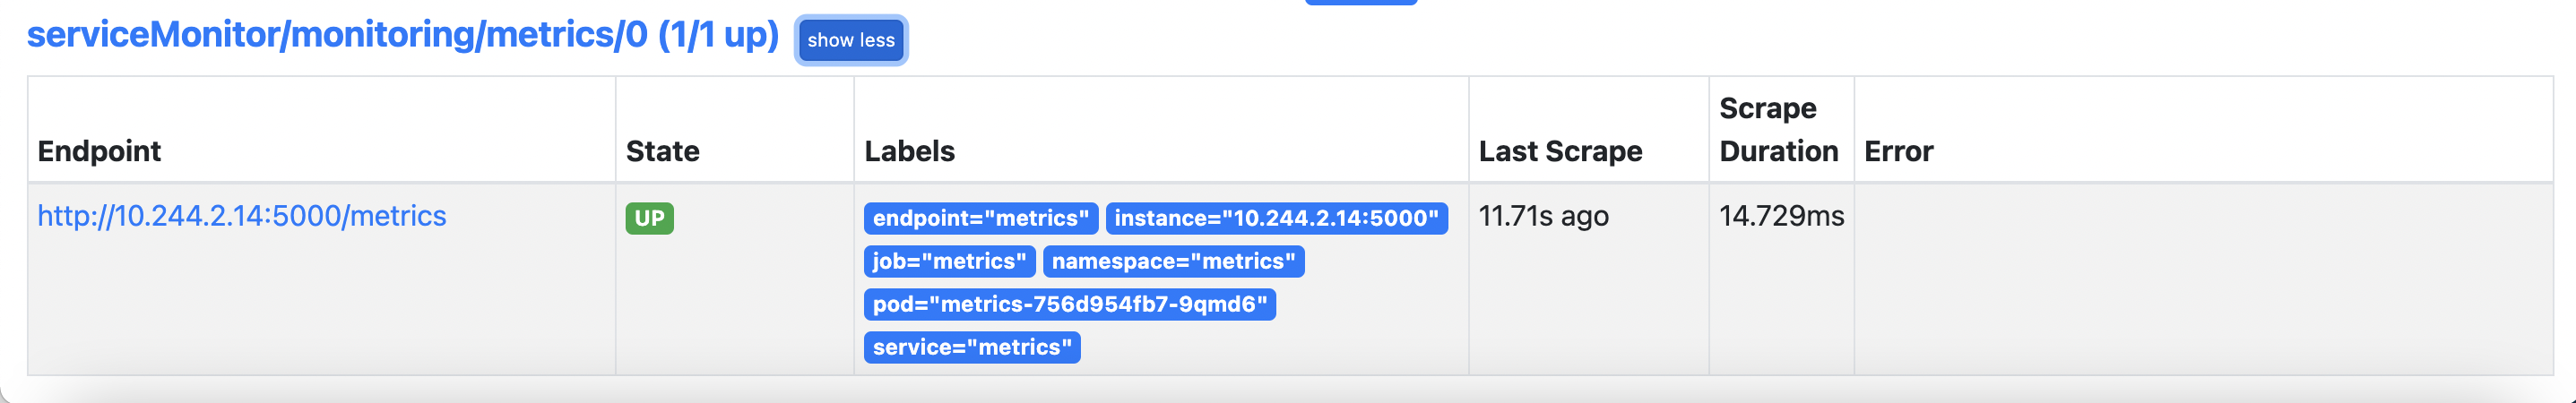 serviceMonitor/monitoring/metrics/0 (1/1 up) show less
Endpoint State Labels Last Scrape Scrape Duration Error
http://10.244.2.14:5000/metrics UP endpoint="metrics" instance="10.244.2.14:5000" 11.71s ago 14.729ms
job="metrics" namespace="metrics"
pod="metrics-756d954fb7-9qmd6"
service="metrics"